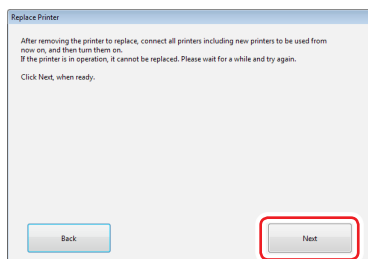 Replace Printer
After removing the printer to replace, connect all printers including new printers to be used from
now on, and then turn them on.
If the printer is in operation, it cannot be replaced. Please wait for a while and try again.
Click Next, when ready.
Back
Next